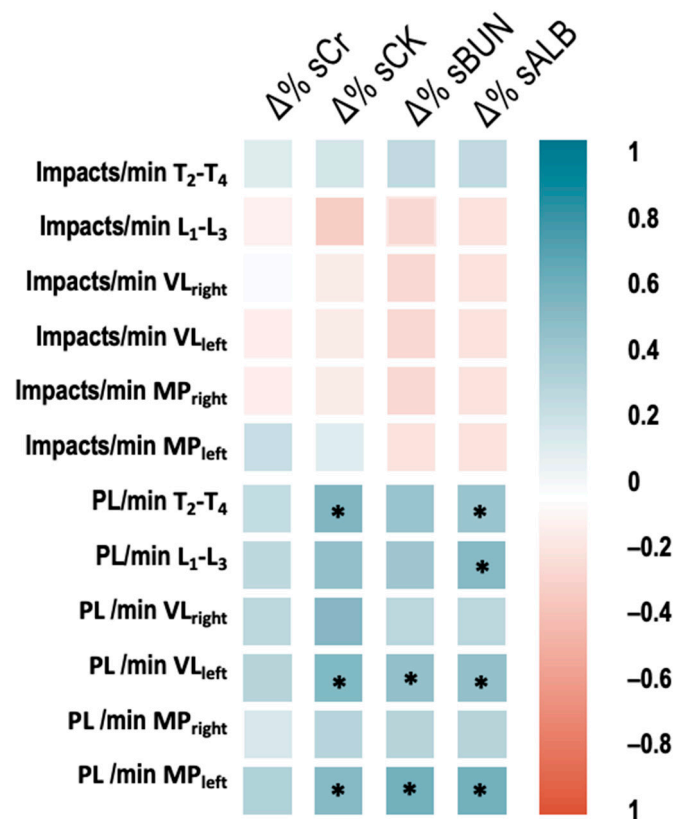 Δ% sCr Δ% sCK Δ% sBUN Δ% sALB
Impacts/min T₂-T₄
Impacts/min L₁-L₃
Impacts/min VLright
Impacts/min VLleft
Impacts/min MPright
Impacts/min MPleft
PL/min T₂-T₄
* *
PL/min L₁-L₃
*
PL /min VLright
PL /min VLleft
* * *
PL /min MPright
PL /min MPleft
* * *
1
0.8
0.6
0.4
0.2
0
–0.2
–0.4
–0.6
–0.8
1